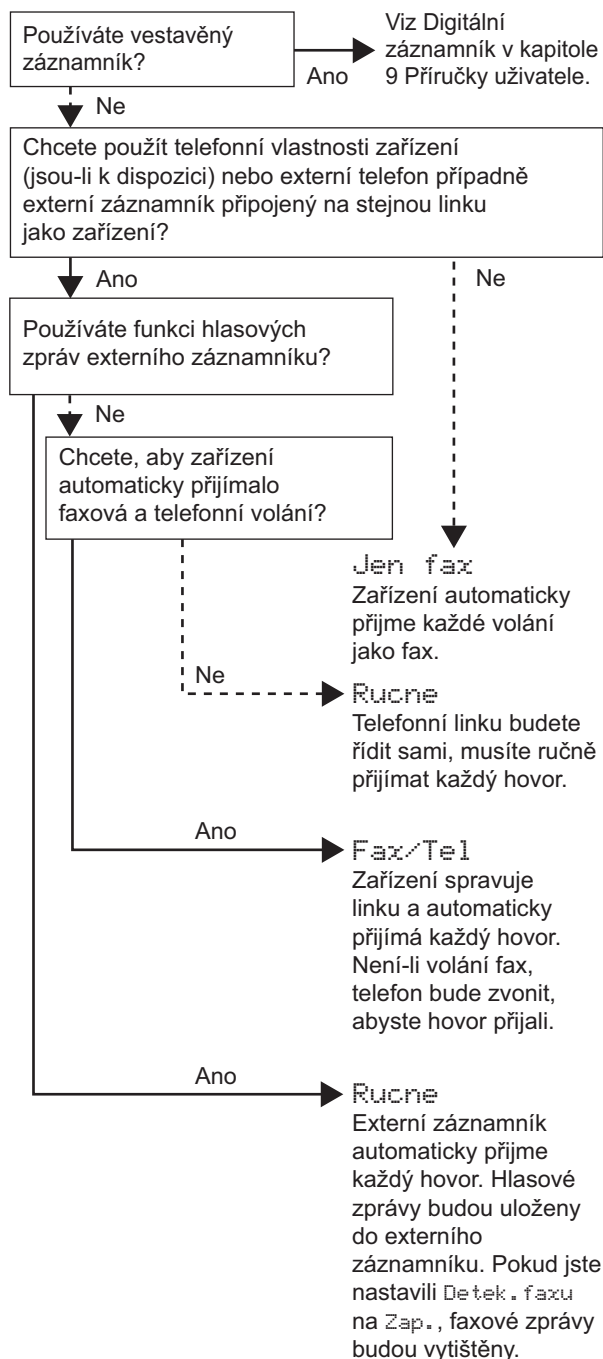 Používáte vestavěný
záznamník?
Ano
Viz Digitální
záznamník v kapitole
9 Příručky uživatele.
Ne
Chcete použít telefonní vlastnosti zařízení
(jsou-li k dispozici) nebo externí telefon případně
externí záznamník připojený na stejnou linku
jako zařízení?
Ano
Ne
Používáte funkci hlasových
zpráv externího záznamníku?
Ne
Chcete, aby zařízení
automaticky přijímalo
faxová a telefonní volání?
Jen fax
Zařízení automaticky
přijme každé volání
jako fax.
Ne
Rucne
Telefonní linku budete
řídit sami, musíte ručně
přijímat každý hovor.
Ano
Fax/Tel
Zařízení spravuje
linku a automaticky
přijímá každý hovor.
Není-li volání fax,
telefon bude zvonit,
abyste hovor přijali.
Ano
Rucne
Externí záznamník
automaticky přijme
každý hovor. Hlasové
zprávy budou uloženy
do externího
záznamníku. Pokud jste
nastavili Detek.faxu
na Zap., faxové zprávy
budou vytištěny.